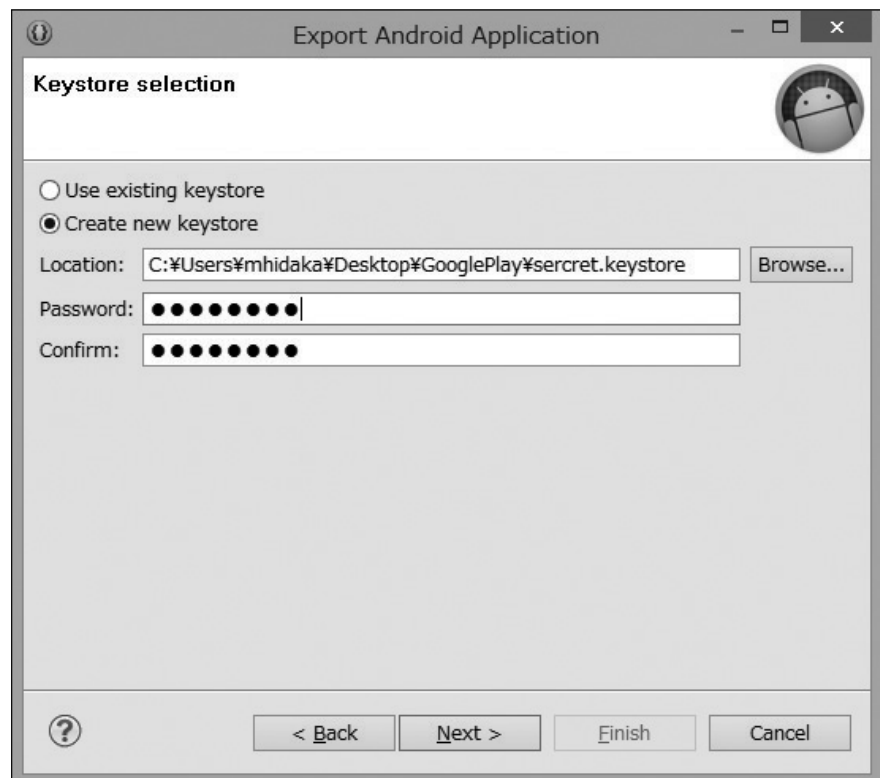 Export Android Application
Keystore selection
Use existing keystore
Create new keystore
Location: C:¥Users¥mhidaka¥Desktop¥GooglePlay¥sercret.keystore Browse...
Password: ●●●●●●●●
Confirm: ●●●●●●●●
? < Back Next > Finish Cancel